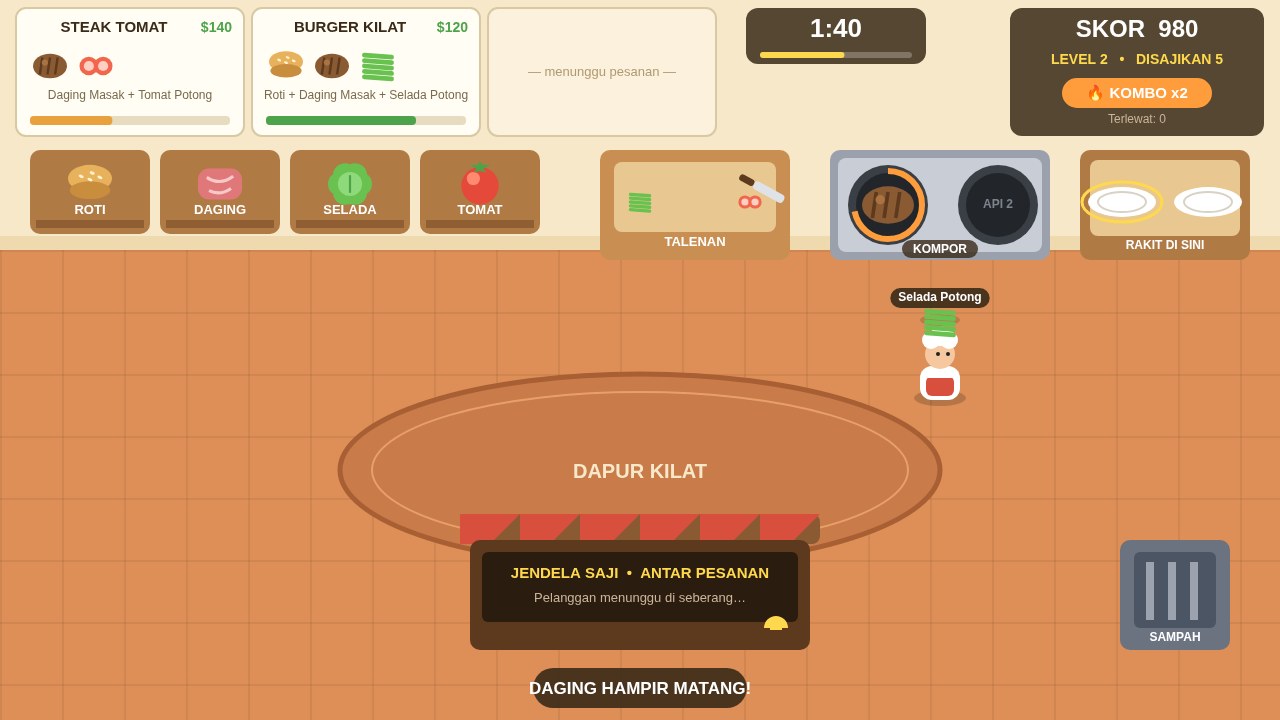 STEAK TOMAT $140
Daging Masak + Tomat Potong
BURGER KILAT $120
Roti + Daging Masak + Selada Potong
— menunggu pesanan —
1:40
SKOR 980
LEVEL 2 • DISAJIKAN 5
🔥 KOMBO x2
Terlewat: 0
ROTI
DAGING
SELADA
TOMAT
TALENAN
API 2
KOMPOR
RAKIT DI SINI
Selada Potong
DAPUR KILAT
JENDELA SAJI • ANTAR PESANAN
Pelanggan menunggu di seberang…
SAMPAH
DAGING HAMPIR MATANG!